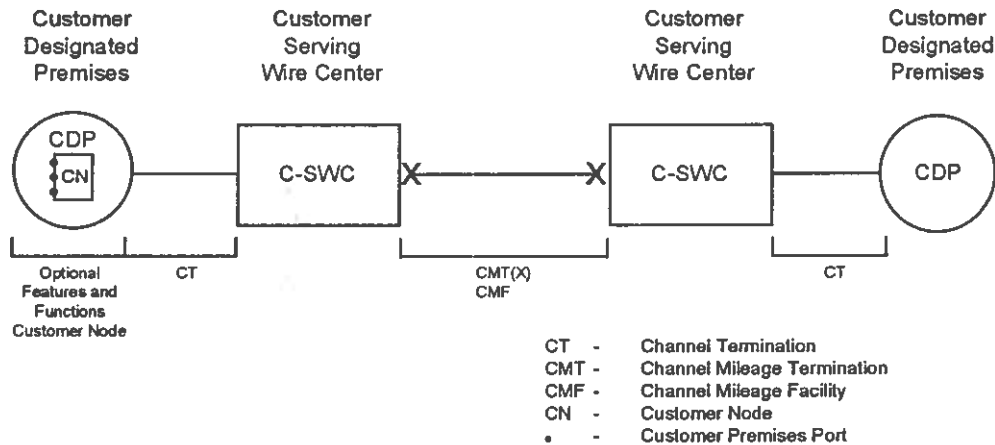 Customer
Designated
Premises
Customer
Serving
Wire Center
Customer
Serving
Wire Center
Customer
Designated
Premises
CDP
CN
C-SWC
X
X
C-SWC
CDP
Optional
Features and
Functions
Customer Node
CT
CMT(X)
CMF
CT
CT - Channel Termination
CMT - Channel Mileage Termination
CMF - Channel Mileage Facility
CN - Customer Node
• - Customer Premises Port